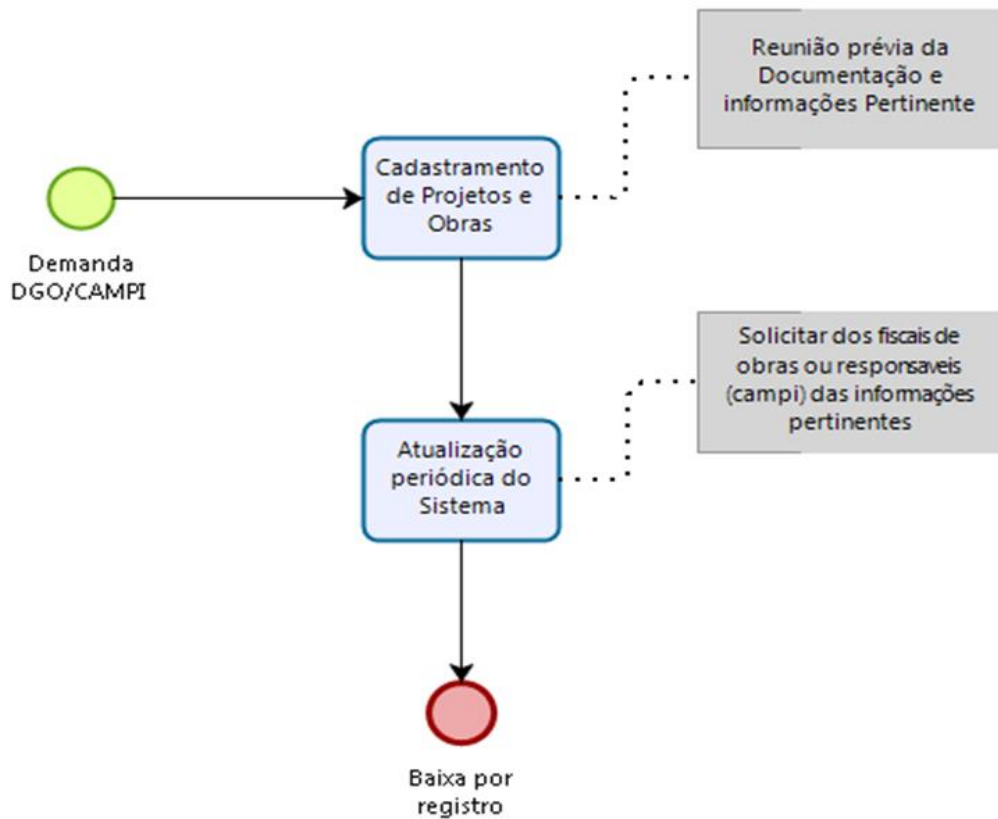 Reunião prévia da
Documentação e
informações Pertinente
Cadastramento
de Projetos e
Obras
Demanda
DGO/CAMPI
Solicitar dos fiscais de
obras ou responsaveis
(campi) das informações
pertinentes
Atualização
periódica do
Sistema
Baixa por
registro